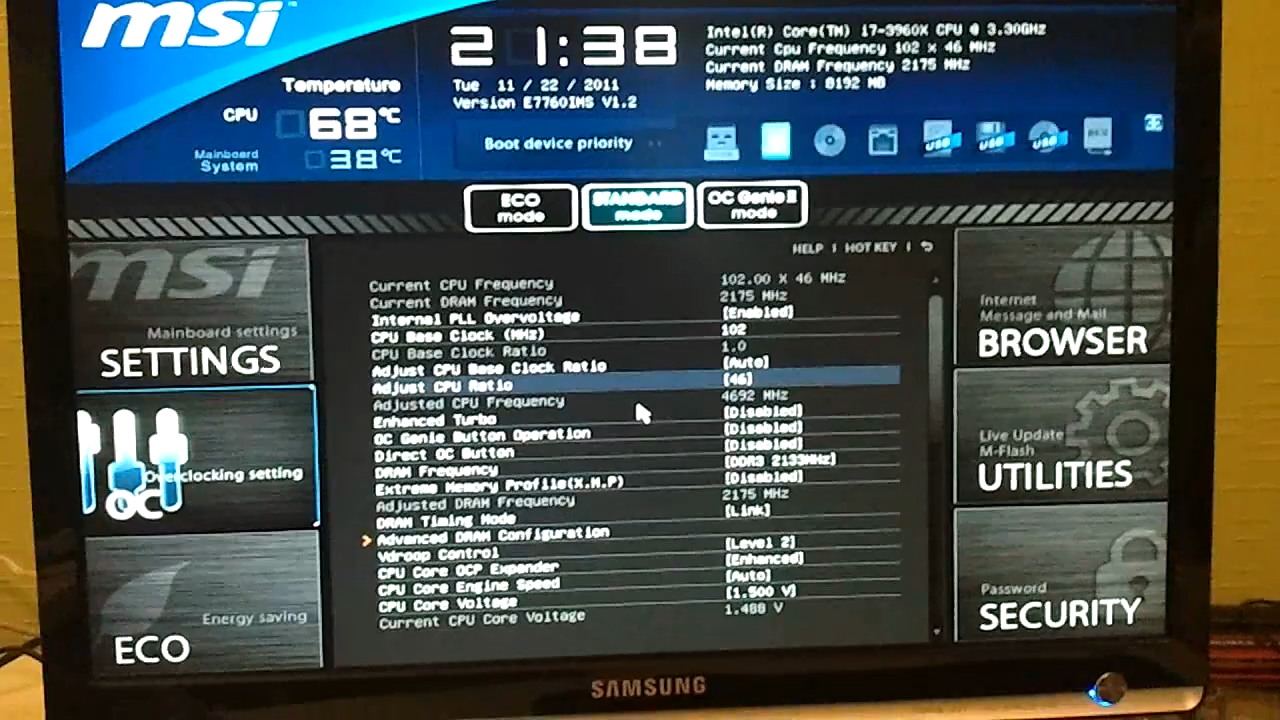 msi
Temperature
CPU 68°C
Mainboard
System 38°C
21:38
Tue 11 / 22 / 2011
Version E7760IMS V1.2
Intel(R) Core(TM) i7-3960X CPU @ 3.30GHz
Current Cpu Frequency 102 x 46 MHz
Current DRAM Frequency 2175 MHz
Memory Size : 8192 MB
Boot device priority
USB USB USB
ECO
mode
STANDARD
mode
OC Genie II
mode
HELP | HOT KEY |
msi
Mainboard settings
SETTINGS
Overclocking setting
OC
Energy saving
ECO
Current CPU Frequency 102.00 X 46 MHz
Current DRAM Frequency 2175 MHz
Internal PLL Overvoltage [Enabled]
CPU Base Clock (MHz) 102
CPU Base Clock Ratio 1.0
Adjust CPU Base Clock Ratio [Auto]
Adjust CPU Ratio [46]
Adjusted CPU Frequency 4692 MHz
Enhanced Turbo [Disabled]
OC Genie Button Operation [Disabled]
Direct OC Button [Disabled]
DRAM Frequency [DDR3 2133MHz]
Extreme Memory Profile(X.M.P) [Disabled]
Adjusted DRAM Frequency 2175 MHz
DRAM Timing Mode [Link]
> Advanced DRAM Configuration
Vdroop Control [Level 2]
CPU Core OCP Expander [Enhanced]
CPU Core Engine Speed [Auto]
CPU Core Voltage [1.500 V]
Current CPU Core Voltage 1.488 V
Internet
Message and Mail
BROWSER
Live Update
M-Flash
UTILITIES
Password
SECURITY
SAMSUNG